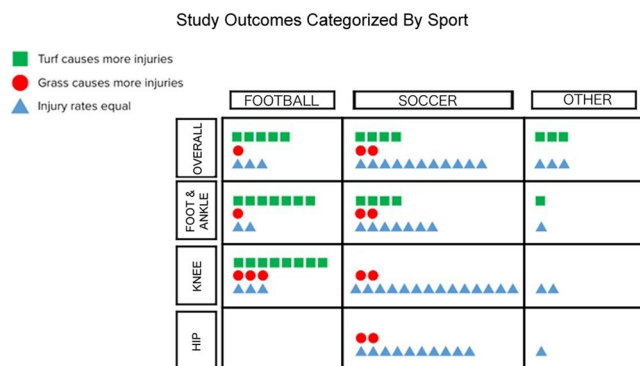 Study Outcomes Categorized By Sport
Turf causes more injuries
Grass causes more injuries
Injury rates equal
FOOTBALL
SOCCER
OTHER
OVERALL
FOOT &
ANKLE
KNEE
HIP